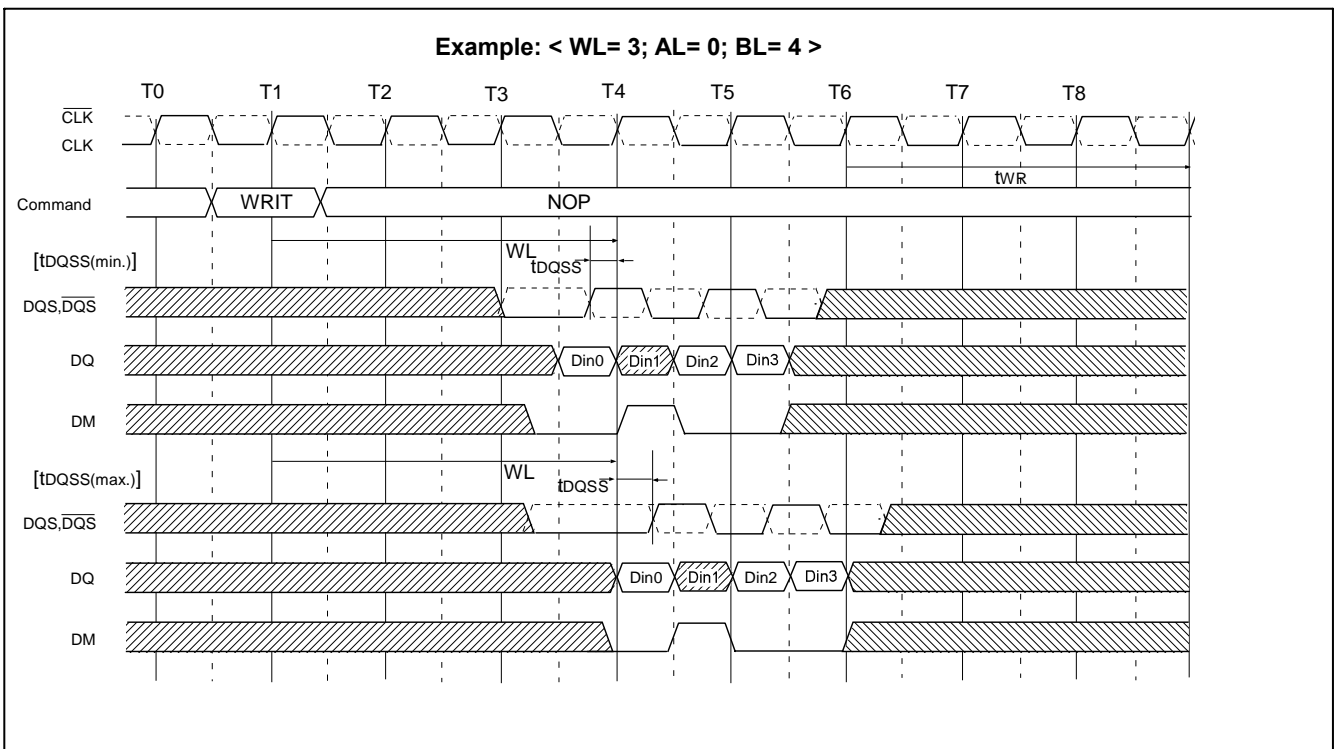 Example: < WL= 3; AL= 0; BL= 4 >
T0 T1 T2 T3 T4 T5 T6 T7 T8
CLK
CLK
tWR
Command WRIT NOP
WL
[tDQSS(min.)] tDQSS
DQS,DQS
DQ Din0 Din1 Din2 Din3
DM
WL
[tDQSS(max.)] tDQSS
DQS,DQS
DQ Din0 Din1 Din2 Din3
DM